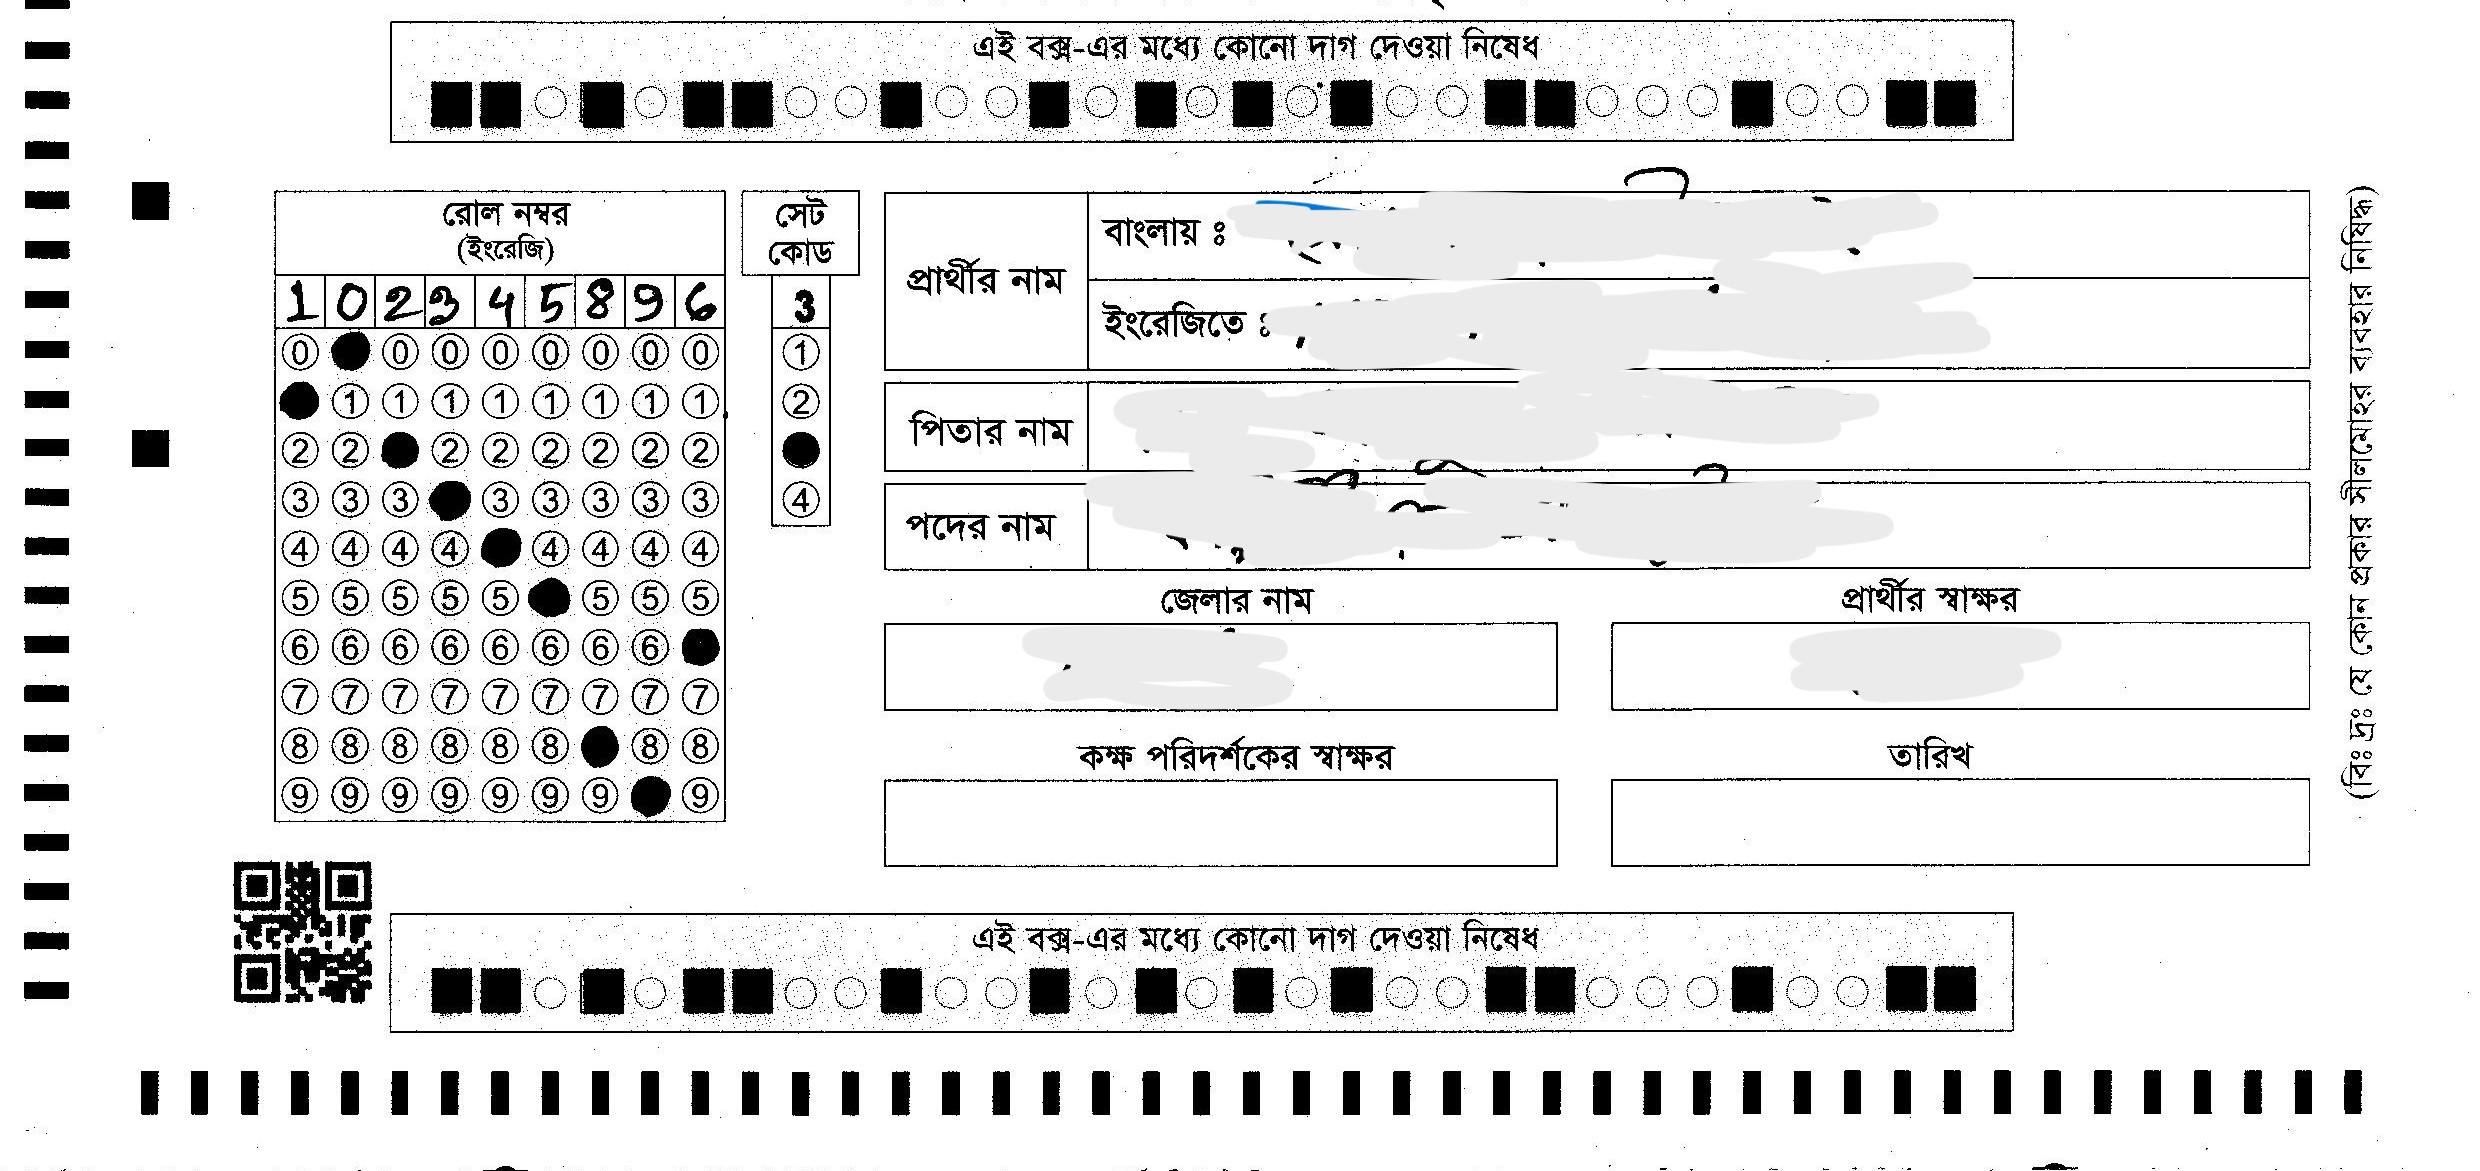 এই বক্স-এর মধ্যে কোনো দাগ দেওয়া নিষেধ
রোল নম্বর
(ইংরেজি)
1 0 2 3 4 5 8 9 6
0 0 0 0 0 0 0 0
1 1 1 1 1 1 1 1
2 2 2 2 2 2 2 2
3 3 3 3 3 3 3 3
4 4 4 4 4 4 4 4
5 5 5 5 5 5 5 5
6 6 6 6 6 6 6 6
7 7 7 7 7 7 7 7 7
8 8 8 8 8 8 8 8
9 9 9 9 9 9 9 9
সেট
কোড
3
1
2
4
প্রার্থীর নাম
বাংলায় ঃ
ইংরেজিতে ঃ
পিতার নাম
পদের নাম
জেলার নাম
প্রার্থীর স্বাক্ষর
কক্ষ পরিদর্শকের স্বাক্ষর
তারিখ
(বিঃ দ্রঃ যে কোন প্রকার সীলমোহর ব্যবহার নিষিদ্ধ)
এই বক্স-এর মধ্যে কোনো দাগ দেওয়া নিষেধ